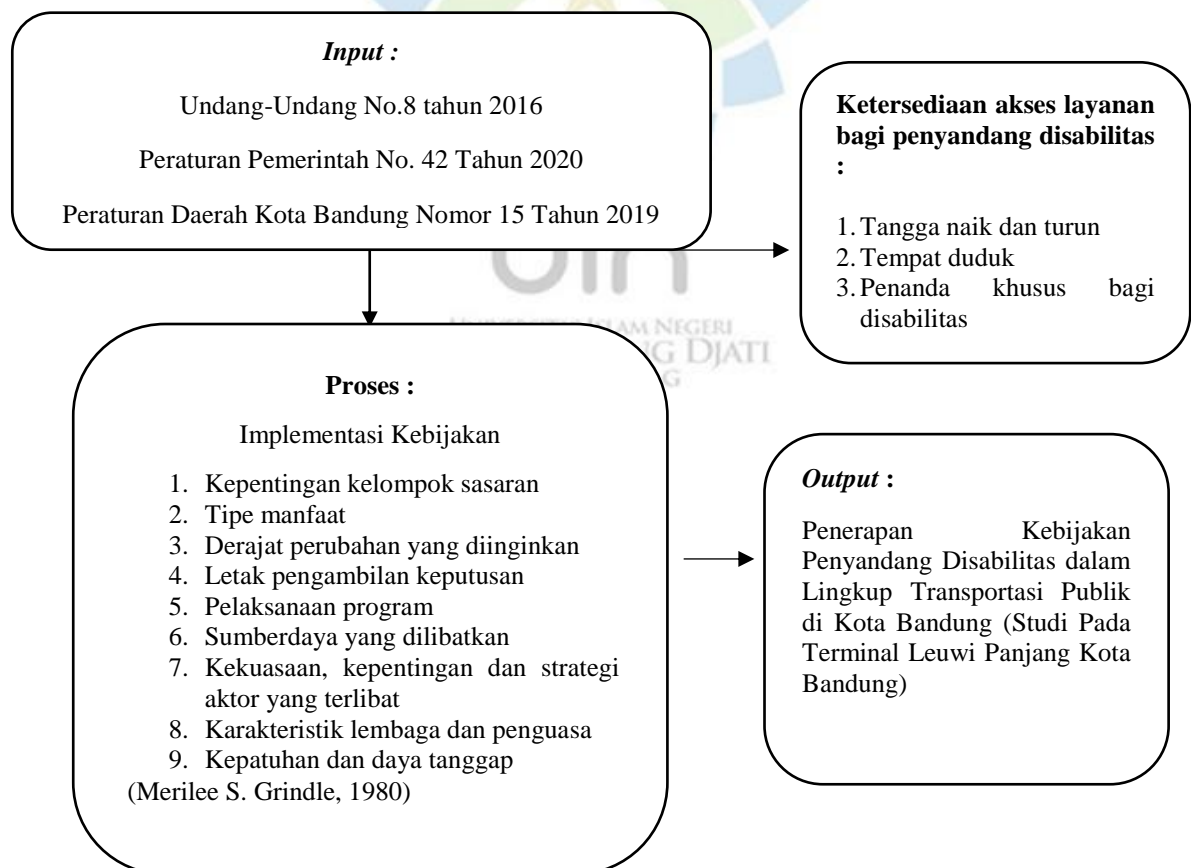 Input :
Undang-Undang No.8 tahun 2016
Peraturan Pemerintah No. 42 Tahun 2020
Peraturan Daerah Kota Bandung Nomor 15 Tahun 2019
Ketersediaan akses layanan
bagi penyandang disabilitas
:
1. Tangga naik dan turun
2. Tempat duduk
3. Penanda khusus bagi
disabilitas
uin
AM NEGERI
G DJATI
G
Proses :
Implementasi Kebijakan
1. Kepentingan kelompok sasaran
2. Tipe manfaat
3. Derajat perubahan yang diinginkan
4. Letak pengambilan keputusan
5. Pelaksanaan program
6. Sumberdaya yang dilibatkan
7. Kekuasaan, kepentingan dan strategi
aktor yang terlibat
8. Karakteristik lembaga dan penguasa
9. Kepatuhan dan daya tanggap
(Merilee S. Grindle, 1980)
Output :
Penerapan Kebijakan
Penyandang Disabilitas dalam
Lingkup Transportasi Publik
di Kota Bandung (Studi Pada
Terminal Leuwi Panjang Kota
Bandung)